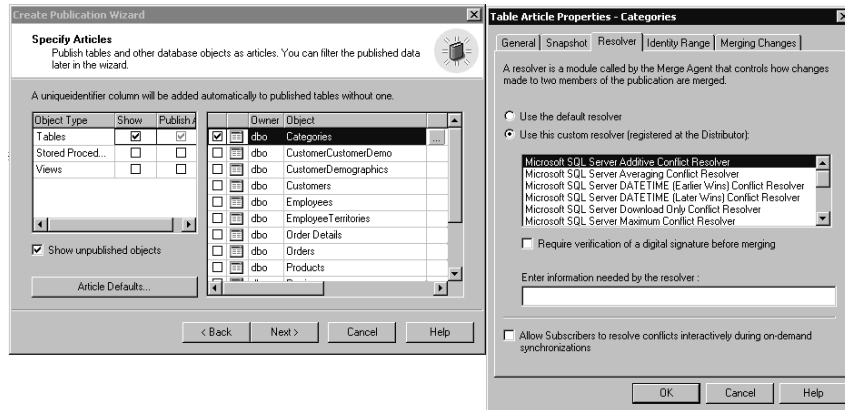 Create Publication Wizard
Specify Articles
Publish tables and other database objects as articles. You can filter the published data
later in the wizard.
A uniqueidentifier column will be added automatically to published tables without one.
Object Type Show Publish A
Tables
Stored Proced...
Views
Show unpublished objects
Article Defaults...
Owner Object
dbo Categories ...
dbo CustomerCustomerDemo
dbo CustomerDemographics
dbo Customers
dbo Employees
dbo EmployeeTerritories
dbo Order Details
dbo Orders
dbo Products
< Back Next > Cancel Help
Table Article Properties - Categories
General Snapshot Resolver Identity Range Merging Changes
A resolver is a module called by the Merge Agent that controls how changes
made to two members of the publication are merged.
Use the default resolver
Use this custom resolver (registered at the Distributor):
Microsoft SQL Server Additive Conflict Resolver
Microsoft SQL Server Averaging Conflict Resolver
Microsoft SQL Server DATETIME (Earlier Wins) Conflict Resolver
Microsoft SQL Server DATETIME (Later Wins) Conflict Resolver
Microsoft SQL Server Download Only Conflict Resolver
Microsoft SQL Server Maximum Conflict Resolver
Require verification of a digital signature before merging
Enter information needed by the resolver :
Allow Subscribers to resolve conflicts interactively during on-demand
synchronizations
OK Cancel Help